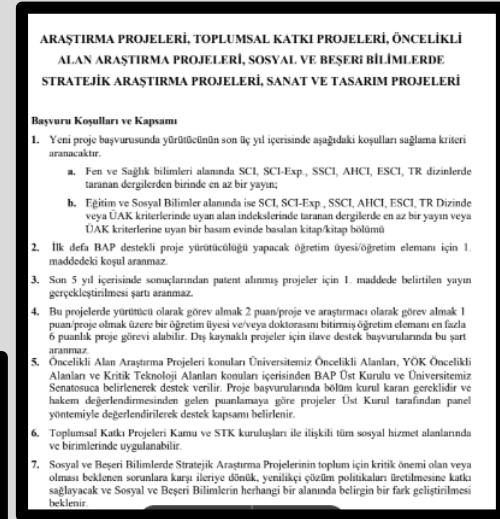 ARAŞTIRMA PROJELERİ, TOPLUMSAL KATKI PROJELERİ, ÖNCELİKLİ
ALAN ARAŞTIRMA PROJELERİ, SOSYAL VE BEŞERi BİLİMLERDE
STRATEJİK ARAŞTIRMA PROJELERİ, SANAT VE TASARIM PROJELERİ
Başvuru Koşulları ve Kapsamı
1. Yeni proje başvurusunda yürütücünün son üç yıl içerisinde aşağıdaki koşulları sağlama kriteri
aranacaktır.
a. Fen ve Sağlık bilimleri alanında SCI, SCI-Exp., SSCI, AHCI, ESCI, TR dizinlerde
taranan dergilerden birinde en az bir yayın;
b. Eğitim ve Sosyal Bilimler alanında ise SCI, SCI-Exp., SSCI, AHCI, ESCI, TR Dizinde
veya ÜAK kriterlerinde uyan alan indekslerinde taranan dergilerde en az bir yayın veya
ÜAK kriterlerine uyan bir basım evinde basılan kitap/kitap bölümü
2. İlk defa BAP destekli proje yürütücülüğü yapacak öğretim üyesi/öğretim elemanı için 1.
maddedeki koşul aranmaz.
3. Son 5 yıl içerisinde sonuçlarından patent alınmış projeler için 1. maddede belirtilen yayın
gerçekleştirilmesi şartı aranmaz.
4. Bu projelerde yürütücü olarak görev almak 2 puan/proje ve araştırmacı olarak görev almak 1
puan/proje olmak üzere bir öğretim üyesi ve/veya doktorasını bitirmiş öğretim elemanı en fazla
6 puanlık proje görevi alabilir. Dış kaynaklı projeler için ilave destek başvurularında bu şart
aranmaz.
5. Öncelikli Alan Araştırma Projeleri konuları Üniversitemiz Öncelikli Alanları, YÖK Öncelikli
Alanları ve Kritik Teknoloji Alanları konuları içerisinden BAP Üst Kurulu ve Üniversitemiz
Senatosuca belirlenerek destek verilir. Proje başvurularında bölüm kurul kararı gereklidir ve
hakem değerlendirmesinden gelen puanlamaya göre projeler Üst Kurul tarafından panel
yöntemiyle değerlendirilerek destek kapsamı belirlenir.
6. Toplumsal Katkı Projeleri Kamu ve STK kuruluşları ile ilişkili tüm sosyal hizmet alanlarında
ve birimlerinde uygulanabilir.
7. Sosyal ve Beşeri Bilimlerde Stratejik Araştırma Projelerinin toplum için kritik önemi olan veya
olması beklenen sorunlara karşı ileriye dönük, yenilikçi çözüm politikaları üretilmesine katkı
sağlayacak ve Sosyal ve Beşeri Bilimlerin herhangi bir alanında belirgin bir fark geliştirilmesi
beklenir.